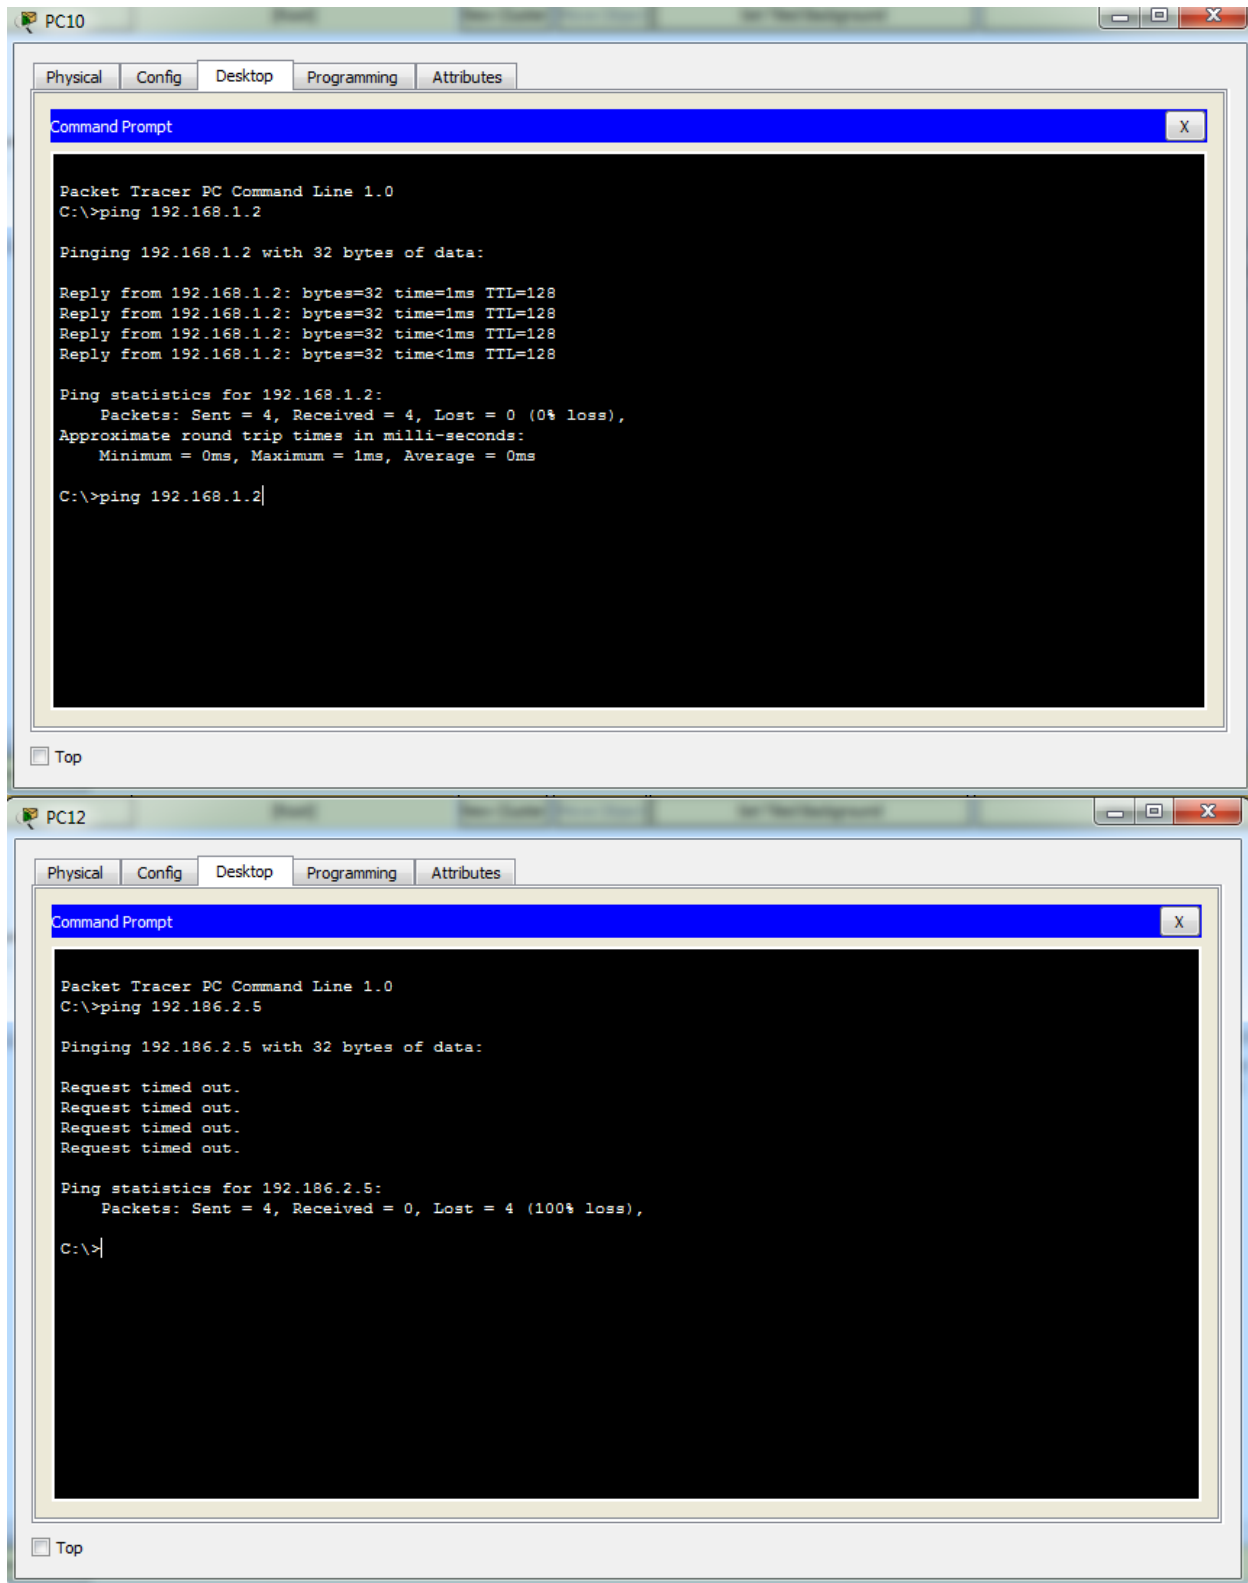 PC10
Physical Config Desktop Programming Attributes
Command Prompt X
Packet Tracer PC Command Line 1.0
C:\>ping 192.168.1.2
Pinging 192.168.1.2 with 32 bytes of data:
Reply from 192.168.1.2: bytes=32 time=1ms TTL=128
Reply from 192.168.1.2: bytes=32 time=1ms TTL=128
Reply from 192.168.1.2: bytes=32 time<1ms TTL=128
Reply from 192.168.1.2: bytes=32 time<1ms TTL=128
Ping statistics for 192.168.1.2:
    Packets: Sent = 4, Received = 4, Lost = 0 (0% loss),
Approximate round trip times in milli-seconds:
    Minimum = 0ms, Maximum = 1ms, Average = 0ms
C:\>ping 192.168.1.2
Top
PC12
Physical Config Desktop Programming Attributes
Command Prompt X
Packet Tracer PC Command Line 1.0
C:\>ping 192.186.2.5
Pinging 192.186.2.5 with 32 bytes of data:
Request timed out.
Request timed out.
Request timed out.
Request timed out.
Ping statistics for 192.186.2.5:
    Packets: Sent = 4, Received = 0, Lost = 4 (100% loss),
C:\>
Top